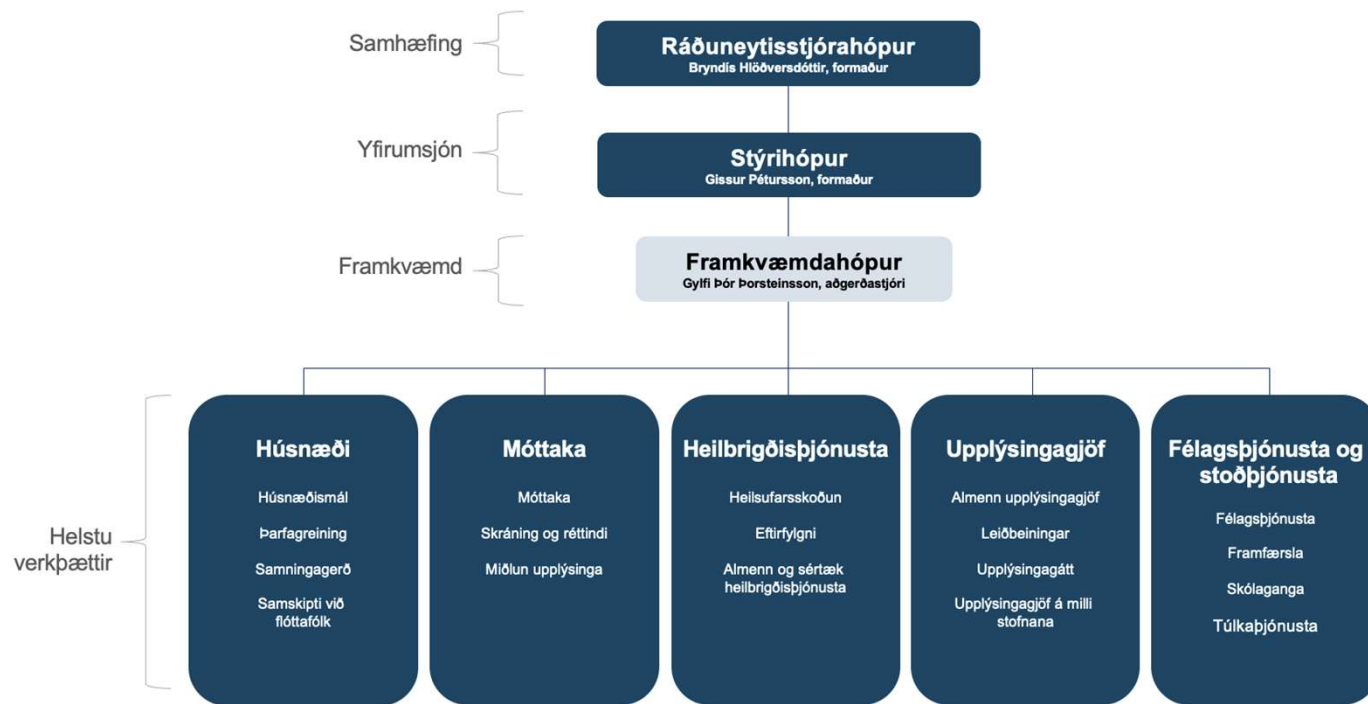 Samhæfing
Ráðuneytisstjórahópur
Bryndís Hlöðversdóttir, formaður
Yfirumsjón
Stýrihópur
Gissur Pétursson, formaður
Framkvæmd
Framkvæmdahópur
Gylfi Þór Þorsteinsson, aðgerðastjóri
Helstu
verkþættir
Húsnæði
Húsnæðismál
Þarfagreining
Samningagerð
Samskipti við
flóttafólk
Móttaka
Móttaka
Skráning og réttindi
Miðlun upplýsinga
Heilbrigðisþjónusta
Heilsufarsskoðun
Eftirfylgni
Almenn og sértæk
heilbrigðisþjónusta
Upplýsingagjöf
Almenn upplýsingagjöf
Leiðbeiningar
Upplýsingagátt
Upplýsingagjöf á milli
stofnana
Félagsþjónusta og
stoðþjónusta
Félagsþjónusta
Framfærsla
Skólaganga
Túlkaþjónusta